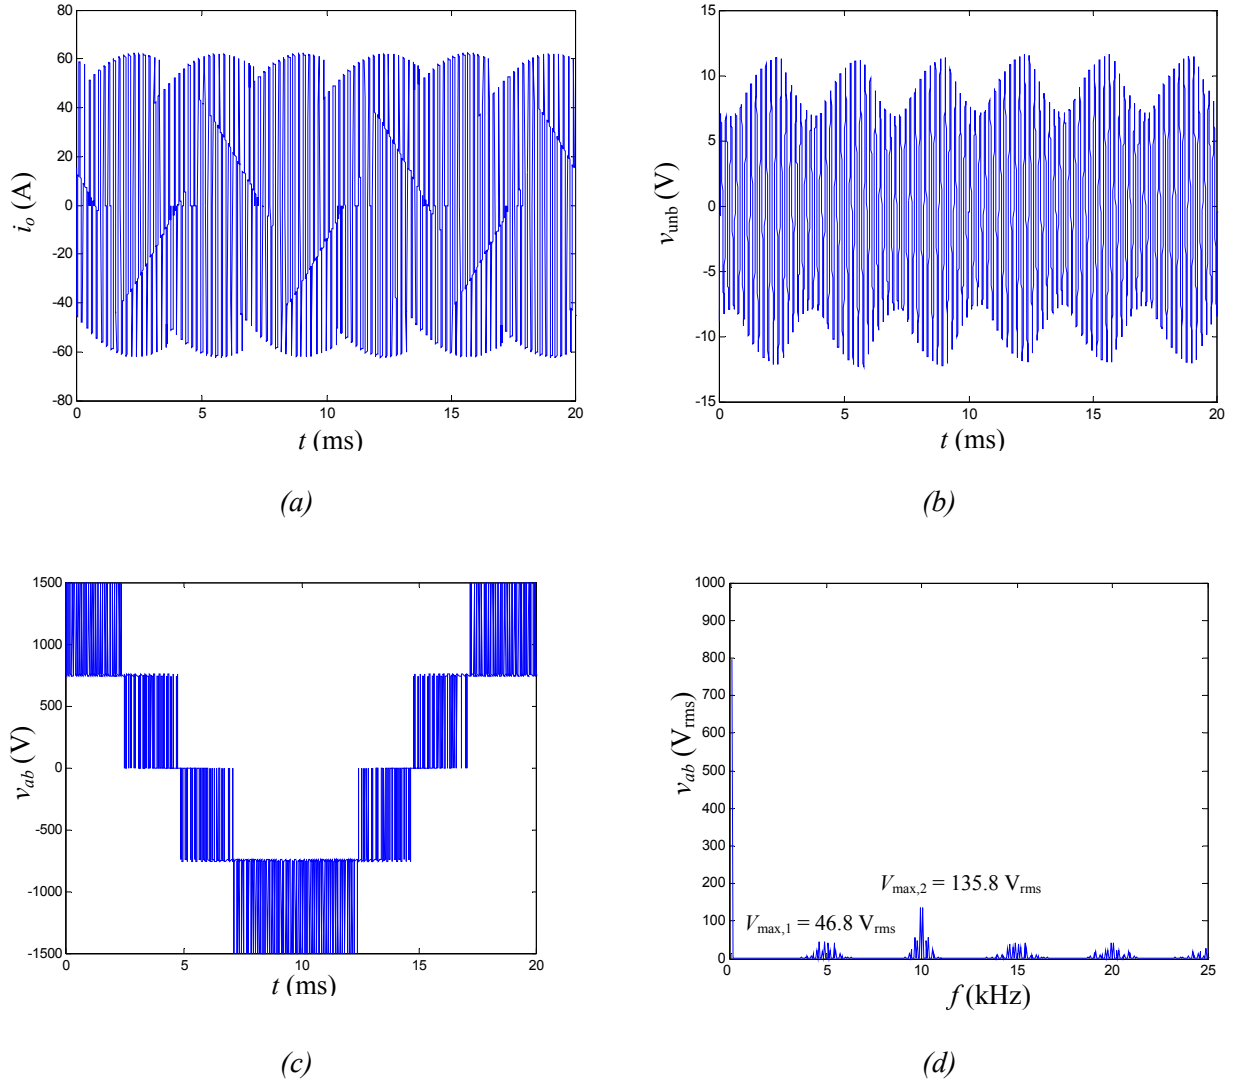 80
60
40
20
0
-20
-40
-60
-80
i_o (A)
0 5 10 15 20
t (ms)
(a)
15
10
5
0
-5
-10
-15
v_unb (V)
0 5 10 15 20
t (ms)
(b)
1500
1000
500
0
-500
-1000
-1500
v_ab (V)
0 5 10 15 20
t (ms)
(c)
1000
900
800
700
600
500
400
300
200
100
0
v_ab (V_rms)
V_max,2 = 135.8 V_rms
V_max,1 = 46.8 V_rms
0 5 10 15 20 25
f (kHz)
(d)